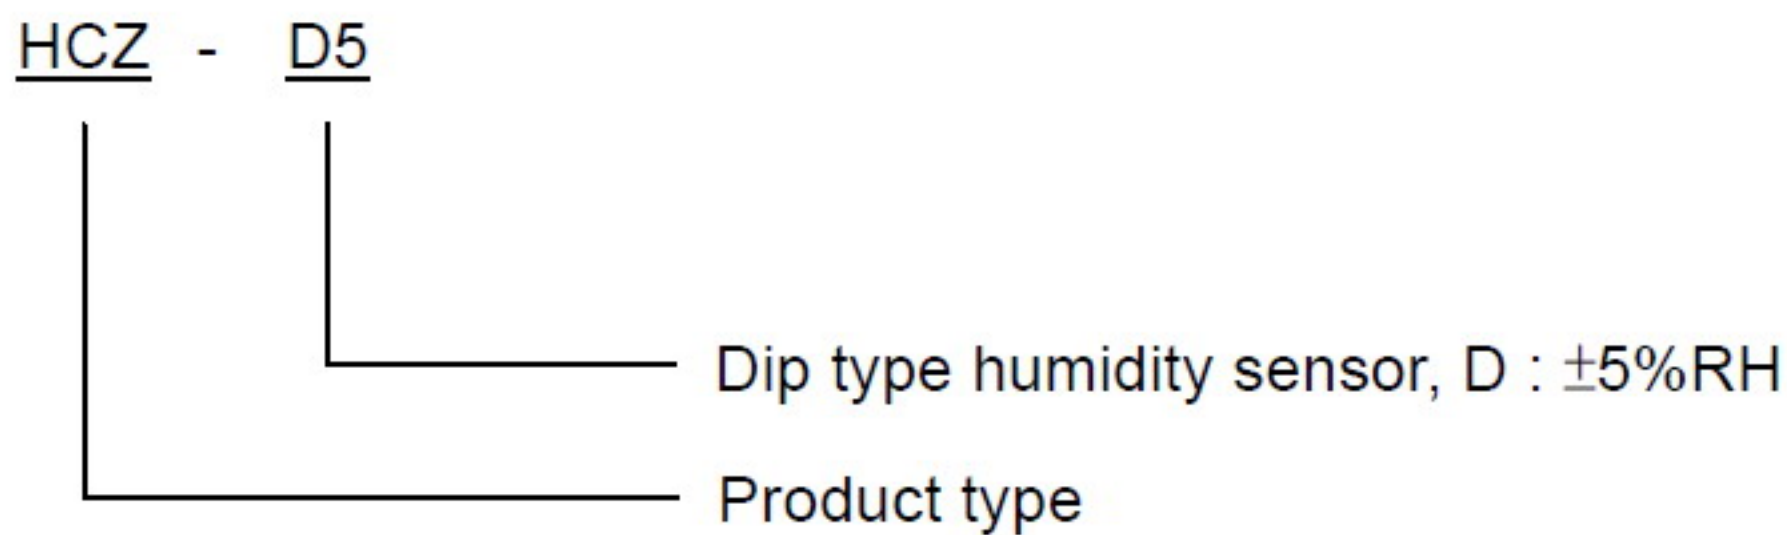 HCZ - D5
Dip type humidity sensor, D : ±5%RH
Product type